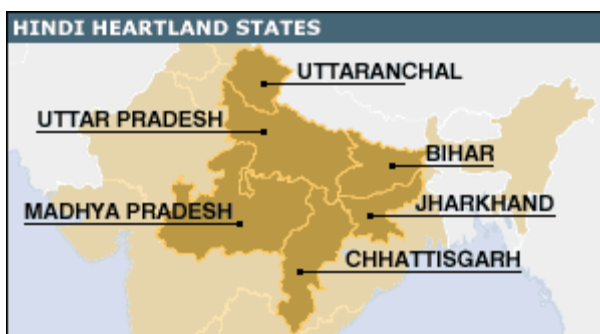 HINDI HEARTLAND STATES
UTTARANCHAL
UTTAR PRADESH
BIHAR
MADHYA PRADESH
JHARKHAND
CHHATTISGARH